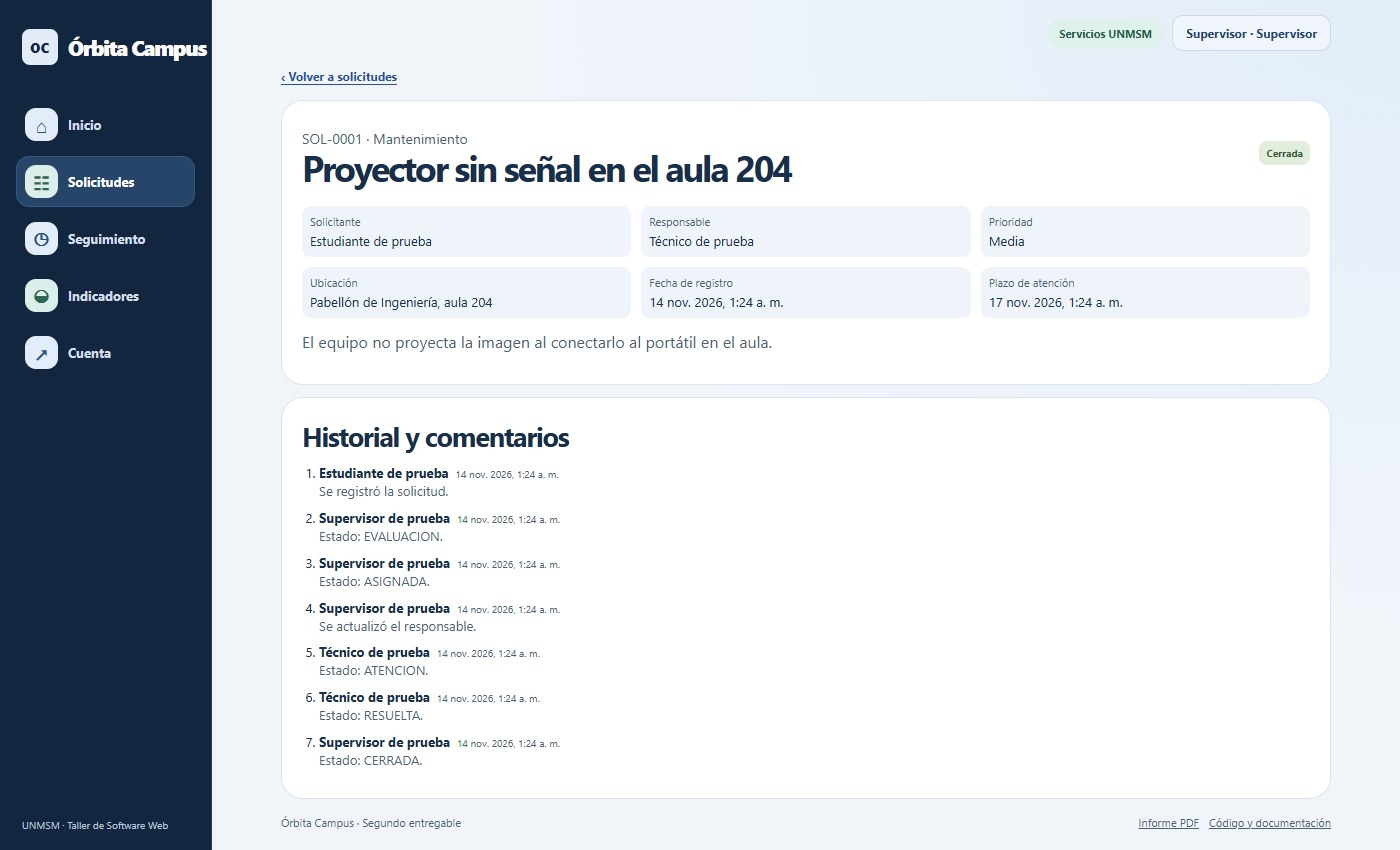 OC Órbita Campus
Inicio
Solicitudes
Seguimiento
Indicadores
Cuenta
UNMSM · Taller de Software Web
Servicios UNMSM
Supervisor · Supervisor
‹ Volver a solicitudes
SOL-0001 · Mantenimiento
Proyector sin señal en el aula 204
Cerrada
Solicitante
Estudiante de prueba
Responsable
Técnico de prueba
Prioridad
Media
Ubicación
Pabellón de Ingeniería, aula 204
Fecha de registro
14 nov. 2026, 1:24 a. m.
Plazo de atención
17 nov. 2026, 1:24 a. m.
El equipo no proyecta la imagen al conectarlo al portátil en el aula.
Historial y comentarios
1. Estudiante de prueba 14 nov. 2026, 1:24 a. m.
Se registró la solicitud.
2. Supervisor de prueba 14 nov. 2026, 1:24 a. m.
Estado: EVALUACION.
3. Supervisor de prueba 14 nov. 2026, 1:24 a. m.
Estado: ASIGNADA.
4. Supervisor de prueba 14 nov. 2026, 1:24 a. m.
Se actualizó el responsable.
5. Técnico de prueba 14 nov. 2026, 1:24 a. m.
Estado: ATENCION.
6. Técnico de prueba 14 nov. 2026, 1:24 a. m.
Estado: RESUELTA.
7. Supervisor de prueba 14 nov. 2026, 1:24 a. m.
Estado: CERRADA.
Órbita Campus · Segundo entregable
Informe PDF Código y documentación